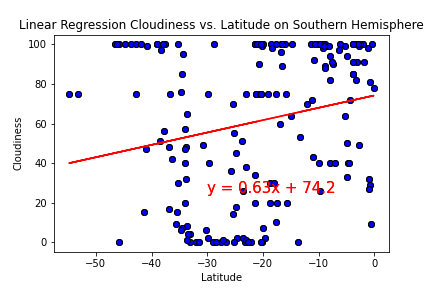 Linear Regression Cloudiness vs. Latitude on Southern Hemisphere
100
80
60
40
20
0
Cloudiness
y = 0.63x + 74.2
−50 −40 −30 −20 −10 0
Latitude